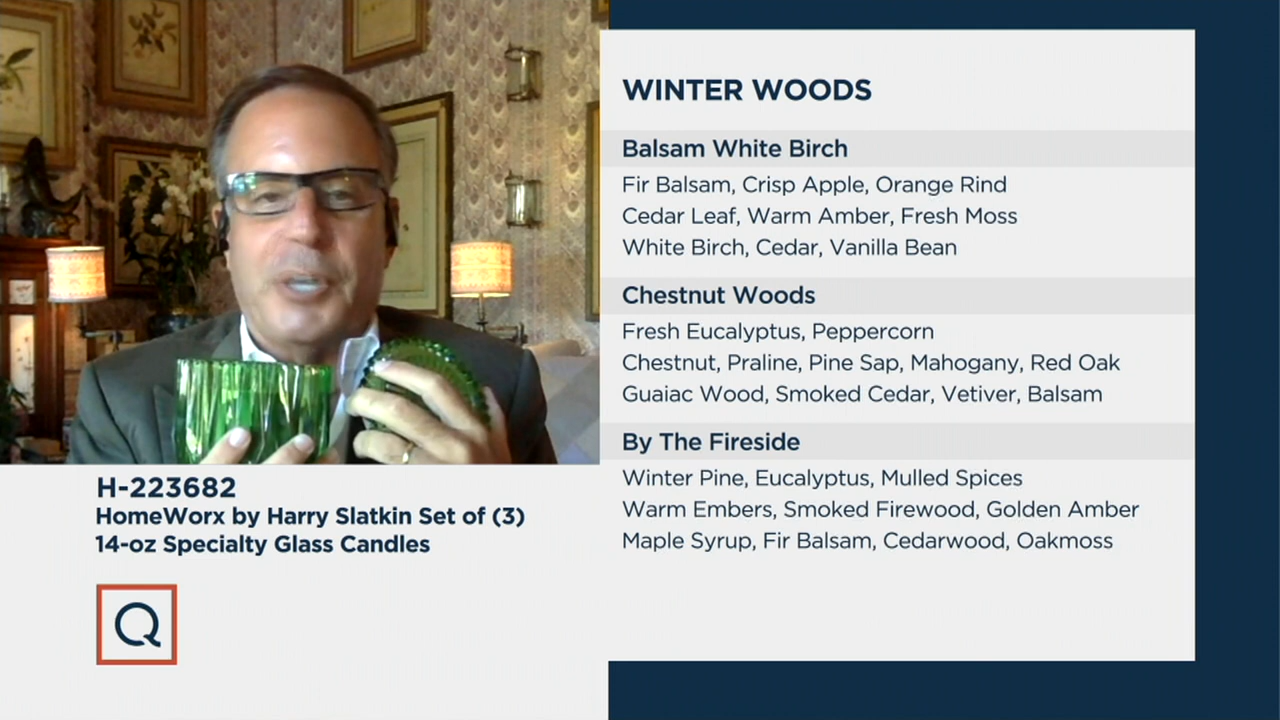 WINTER WOODS
Balsam White Birch
Fir Balsam, Crisp Apple, Orange Rind
Cedar Leaf, Warm Amber, Fresh Moss
White Birch, Cedar, Vanilla Bean
Chestnut Woods
Fresh Eucalyptus, Peppercorn
Chestnut, Praline, Pine Sap, Mahogany, Red Oak
Guaiac Wood, Smoked Cedar, Vetiver, Balsam
By The Fireside
Winter Pine, Eucalyptus, Mulled Spices
Warm Embers, Smoked Firewood, Golden Amber
Maple Syrup, Fir Balsam, Cedarwood, Oakmoss
H-223682
HomeWorx by Harry Slatkin Set of (3)
14-oz Specialty Glass Candles
Q